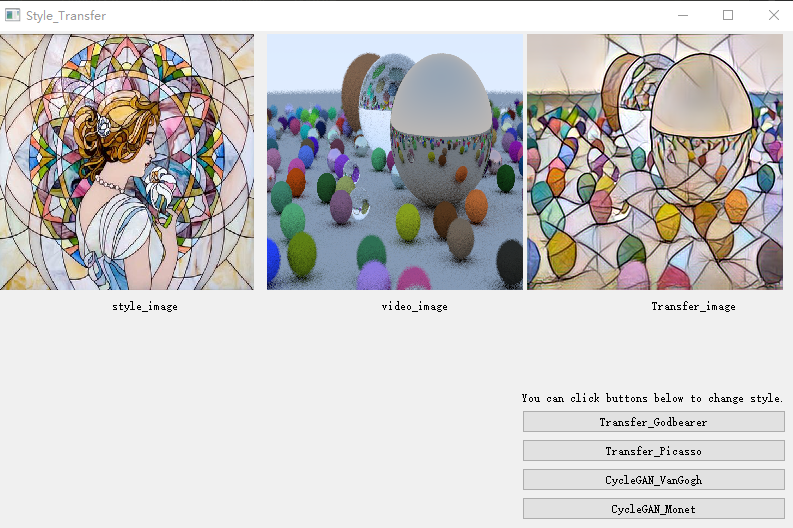 Style_Transfer
style_image
video_image
Transfer_image
You can click buttons below to change style.
Transfer_Godbearer
Transfer_Picasso
CycleGAN_VanGogh
CycleGAN_Monet